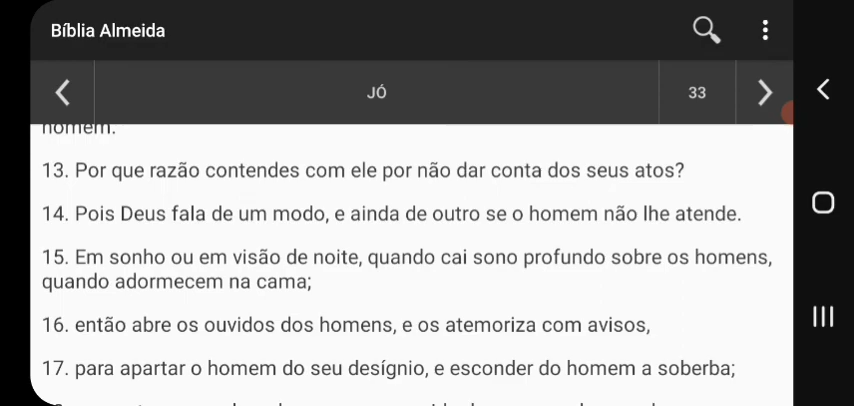 Bíblia Almeida
JÓ
33
homem.
13. Por que razão contendes com ele por não dar conta dos seus atos?
14. Pois Deus fala de um modo, e ainda de outro se o homem não lhe atende.
15. Em sonho ou em visão de noite, quando cai sono profundo sobre os homens,
quando adormecem na cama;
16. então abre os ouvidos dos homens, e os atemoriza com avisos,
17. para apartar o homem do seu desígnio, e esconder do homem a soberba;